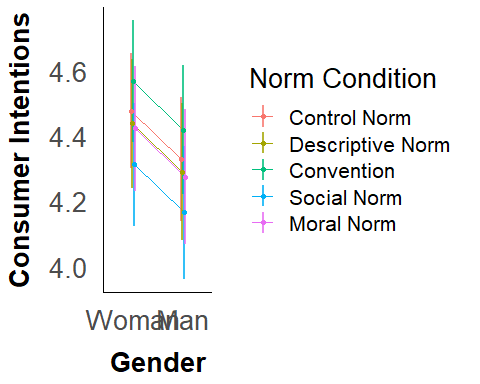 Consumer Intentions
4.6
4.4
4.2
4.0
Woman Man
Gender
Norm Condition
Control Norm
Descriptive Norm
Convention
Social Norm
Moral Norm